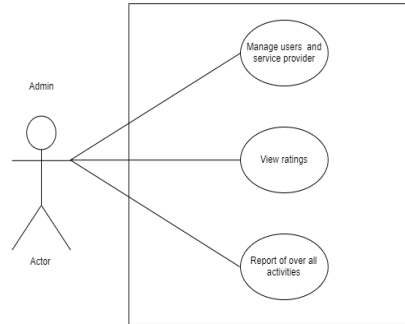 Manage users and
service provider
Admin
View ratings
Actor
Report of over all
activities